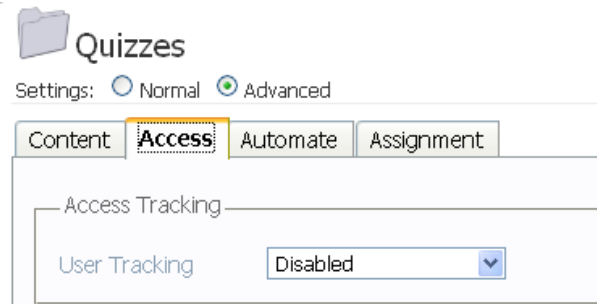 Quizzes
Settings: Normal Advanced
Content Access Automate Assignment
Access Tracking
User Tracking Disabled